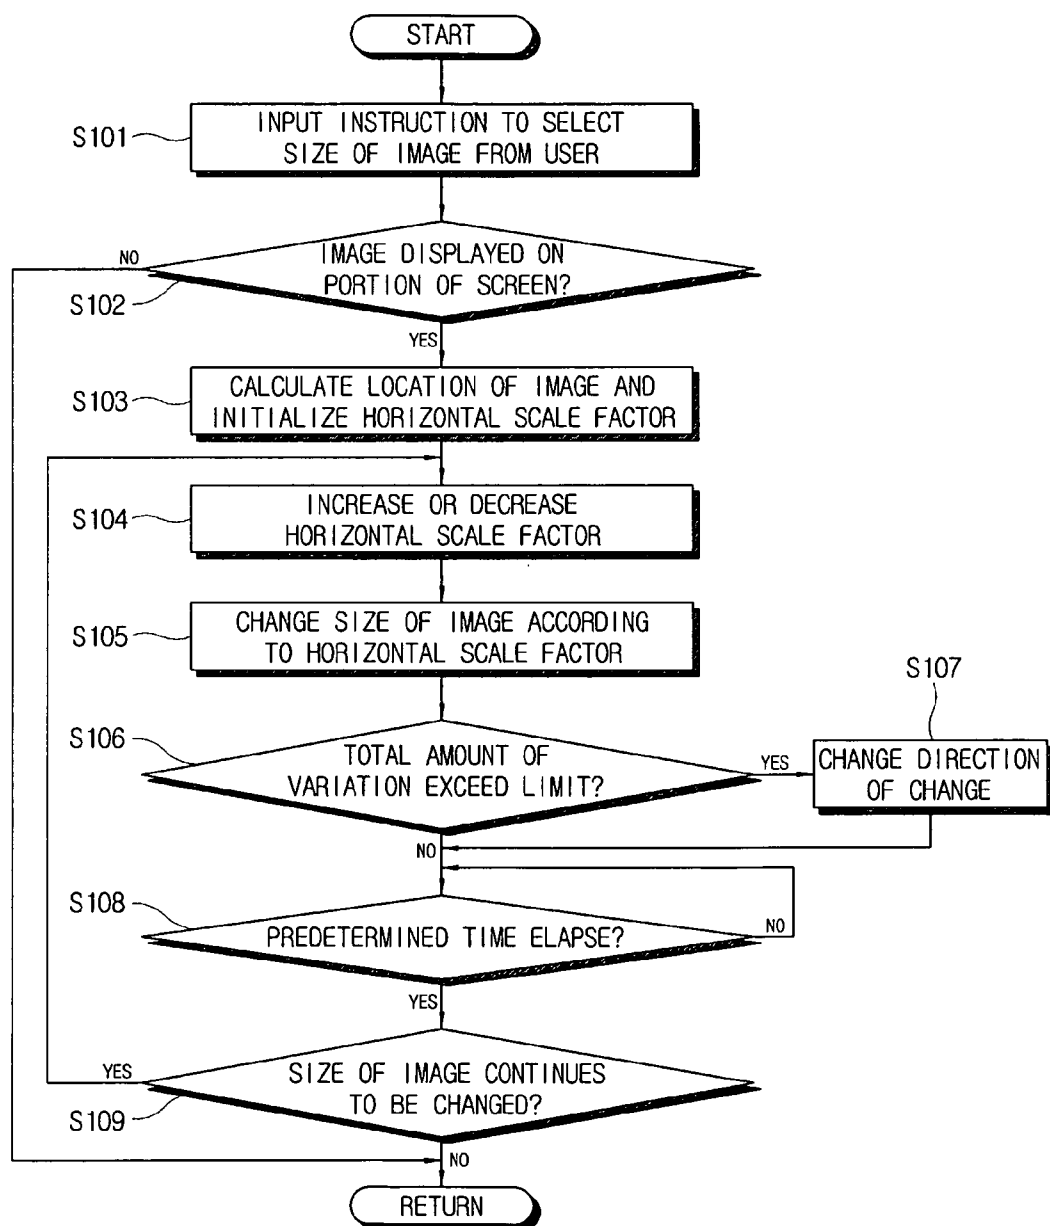 START
S101
INPUT INSTRUCTION TO SELECT
SIZE OF IMAGE FROM USER
NO
IMAGE DISPLAYED ON
PORTION OF SCREEN?
S102
YES
S103
CALCULATE LOCATION OF IMAGE AND
INITIALIZE HORIZONTAL SCALE FACTOR
S104
INCREASE OR DECREASE
HORIZONTAL SCALE FACTOR
S105
CHANGE SIZE OF IMAGE ACCORDING
TO HORIZONTAL SCALE FACTOR
S107
S106
TOTAL AMOUNT OF
VARIATION EXCEED LIMIT?
YES
CHANGE DIRECTION
OF CHANGE
NO
S108
PREDETERMINED TIME ELAPSE?
NO
YES
YES
SIZE OF IMAGE CONTINUES
TO BE CHANGED?
S109
NO
RETURN